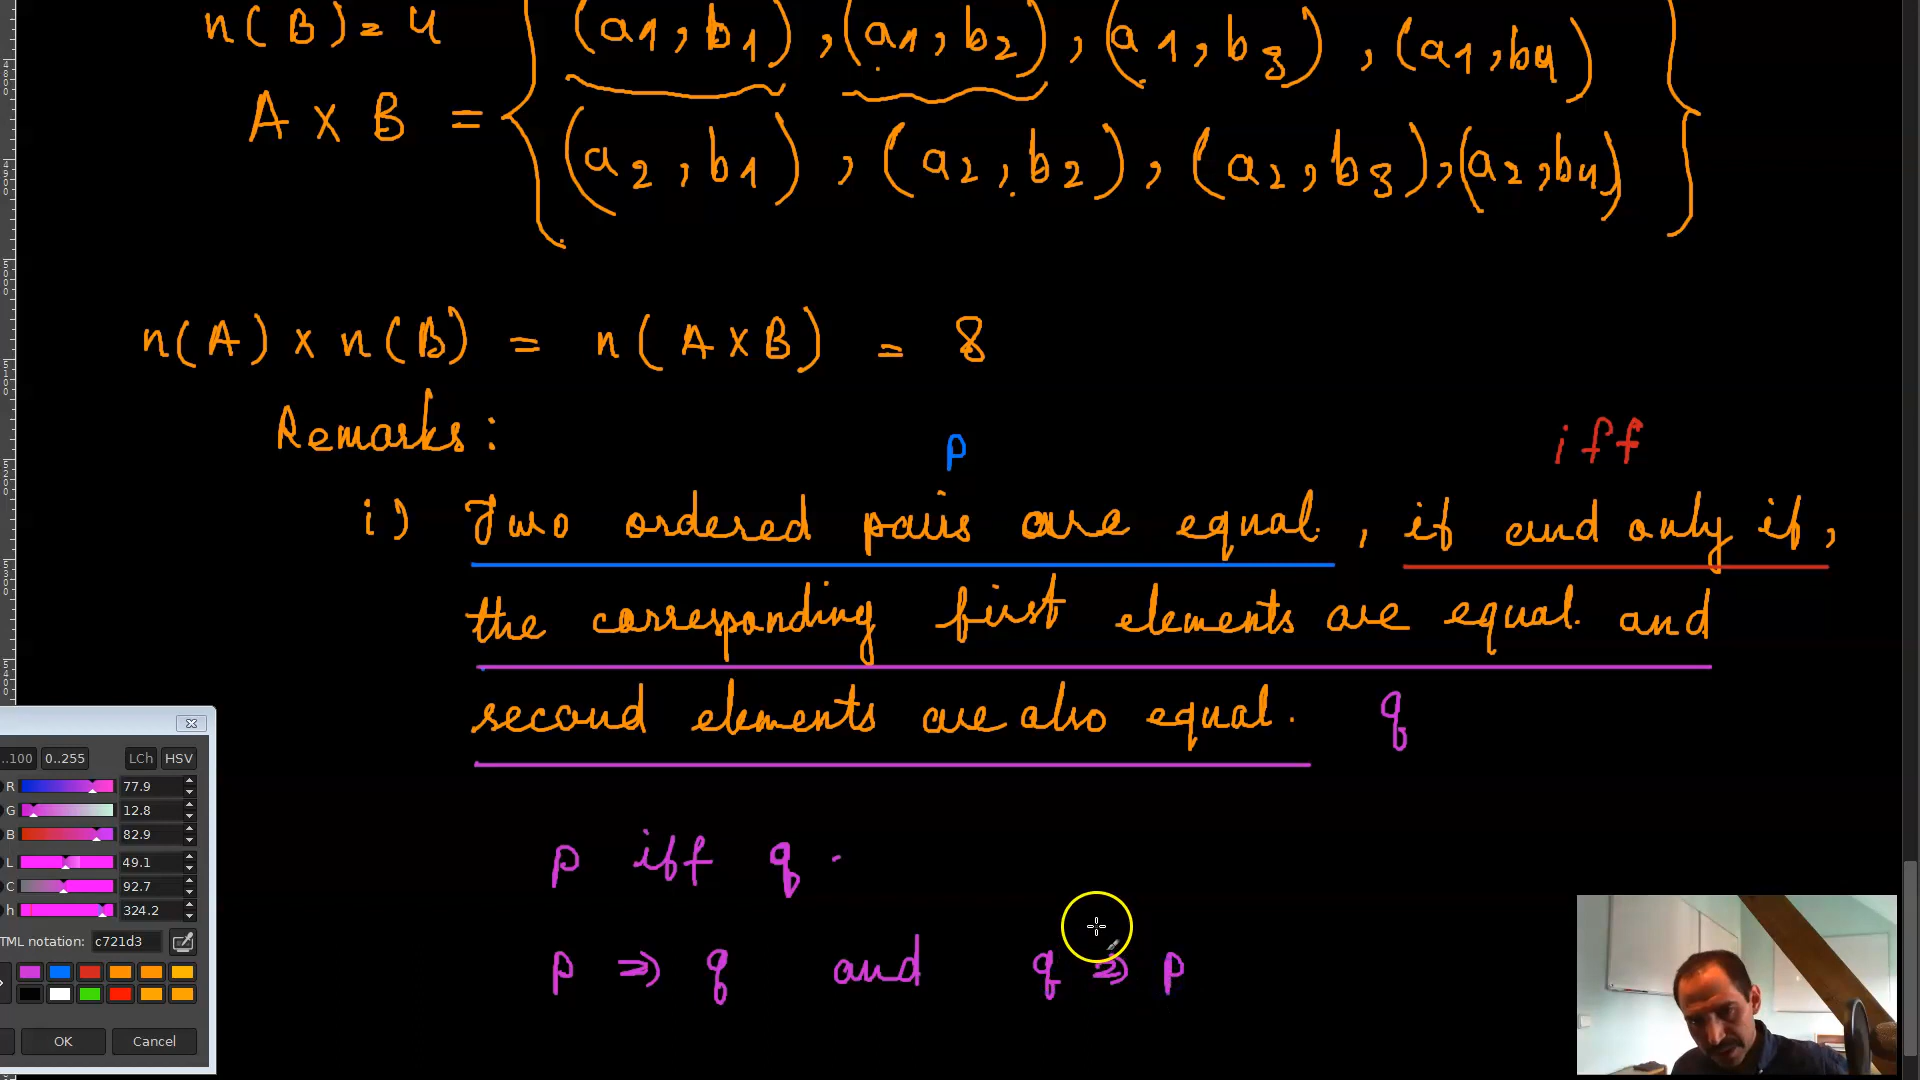 n(B)=4
(a1,b1),(a1,b2),(a1,b3),(a1,b4)
A X B =
(a2,b1),(a2,b2),(a2,b3),(a2,b4)
n(A) x n(B) = n(A X B) = 8
Remarks:
p
iff
i) Two ordered pairs are equal, if and only if,
the corresponding first elements are equal and
second elements are also equal. q
p iff q.
p ⇒ q and q ⇒ p
..100 0..255 LCh HSV
R 77.9
G 12.8
B 82.9
L 49.1
C 92.7
h 324.2
TML notation: c721d3
OK Cancel